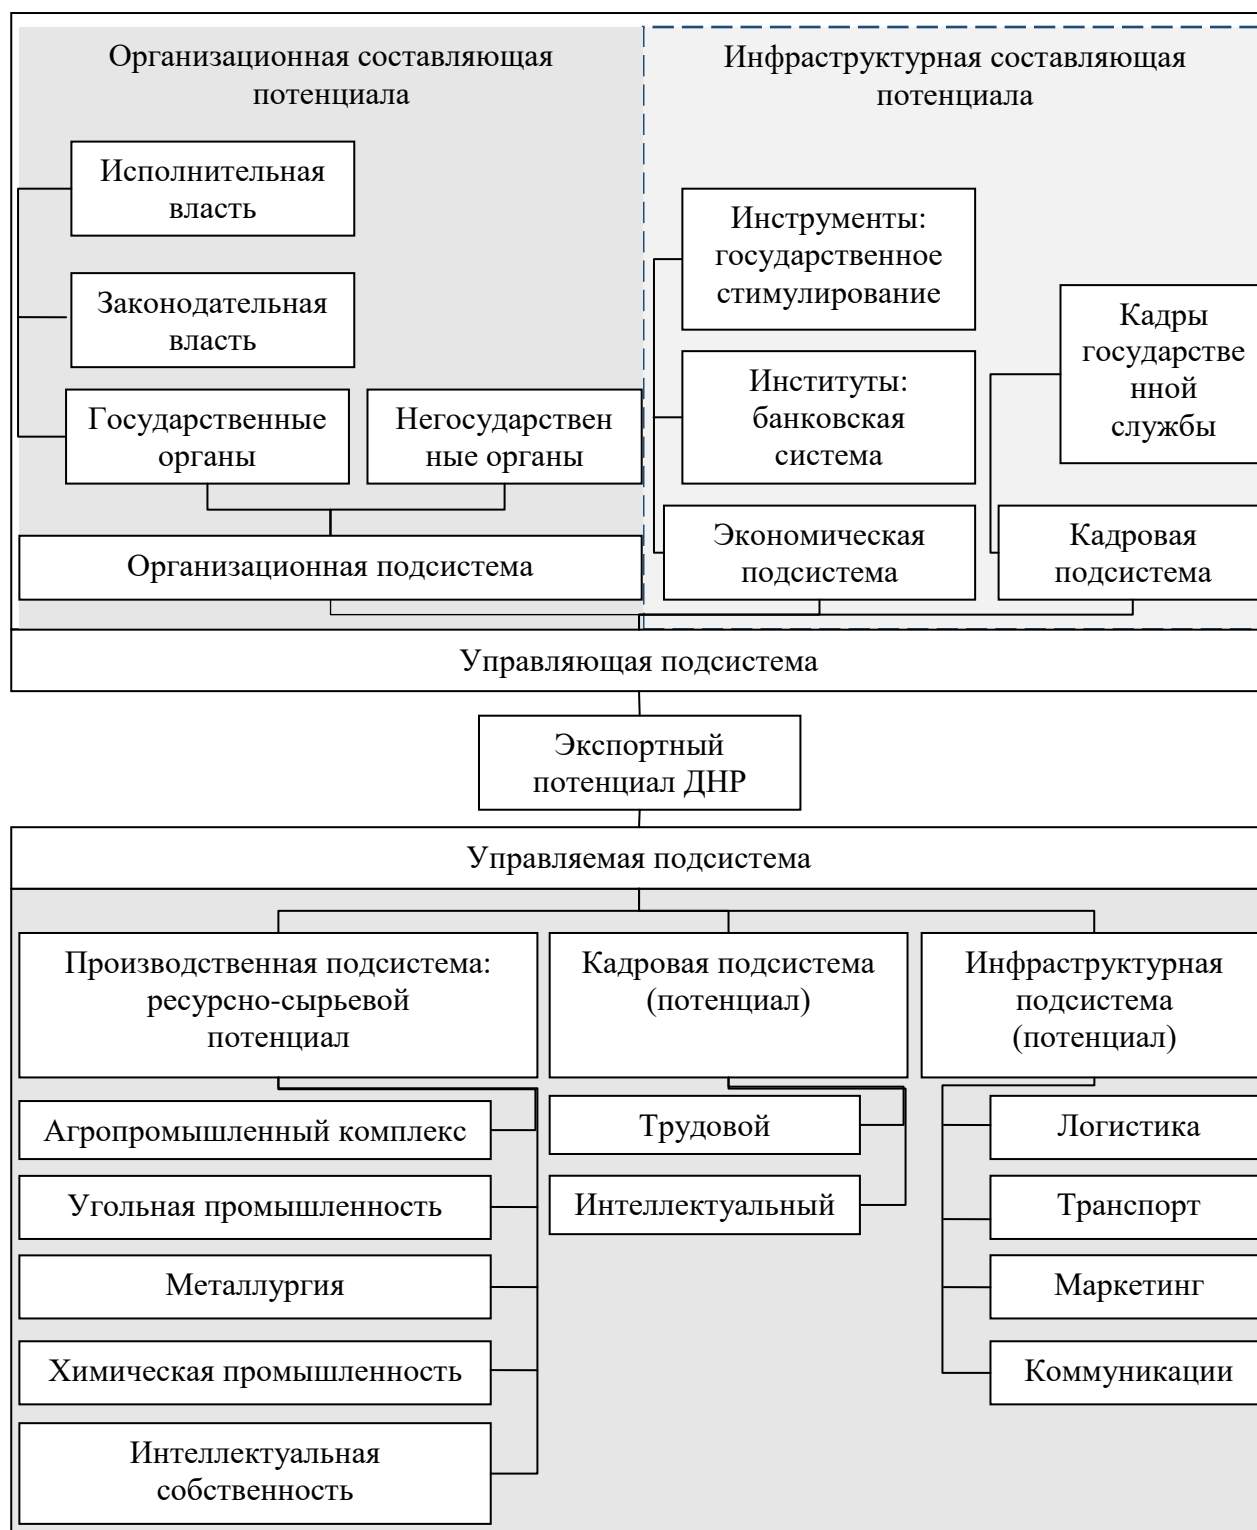 Организационная составляющая
потенциала
Инфраструктурная составляющая
потенциала
Исполнительная
власть
Законодательная
власть
Государственные
органы
Негосударствен
ные органы
Организационная подсистема
Инструменты:
государственное
стимулирование
Институты:
банковская
система
Экономическая
подсистема
Кадры
государстве
нной
службы
Кадровая
подсистема
Управляющая подсистема
Экспортный
потенциал ДНР
Управляемая подсистема
Производственная подсистема:
ресурсно-сырьевой
потенциал
Агропромышленный комплекс
Угольная промышленность
Металлургия
Химическая промышленность
Интеллектуальная
собственность
Кадровая подсистема
(потенциал)
Трудовой
Интеллектуальный
Инфраструктурная
подсистема
(потенциал)
Логистика
Транспорт
Маркетинг
Коммуникации